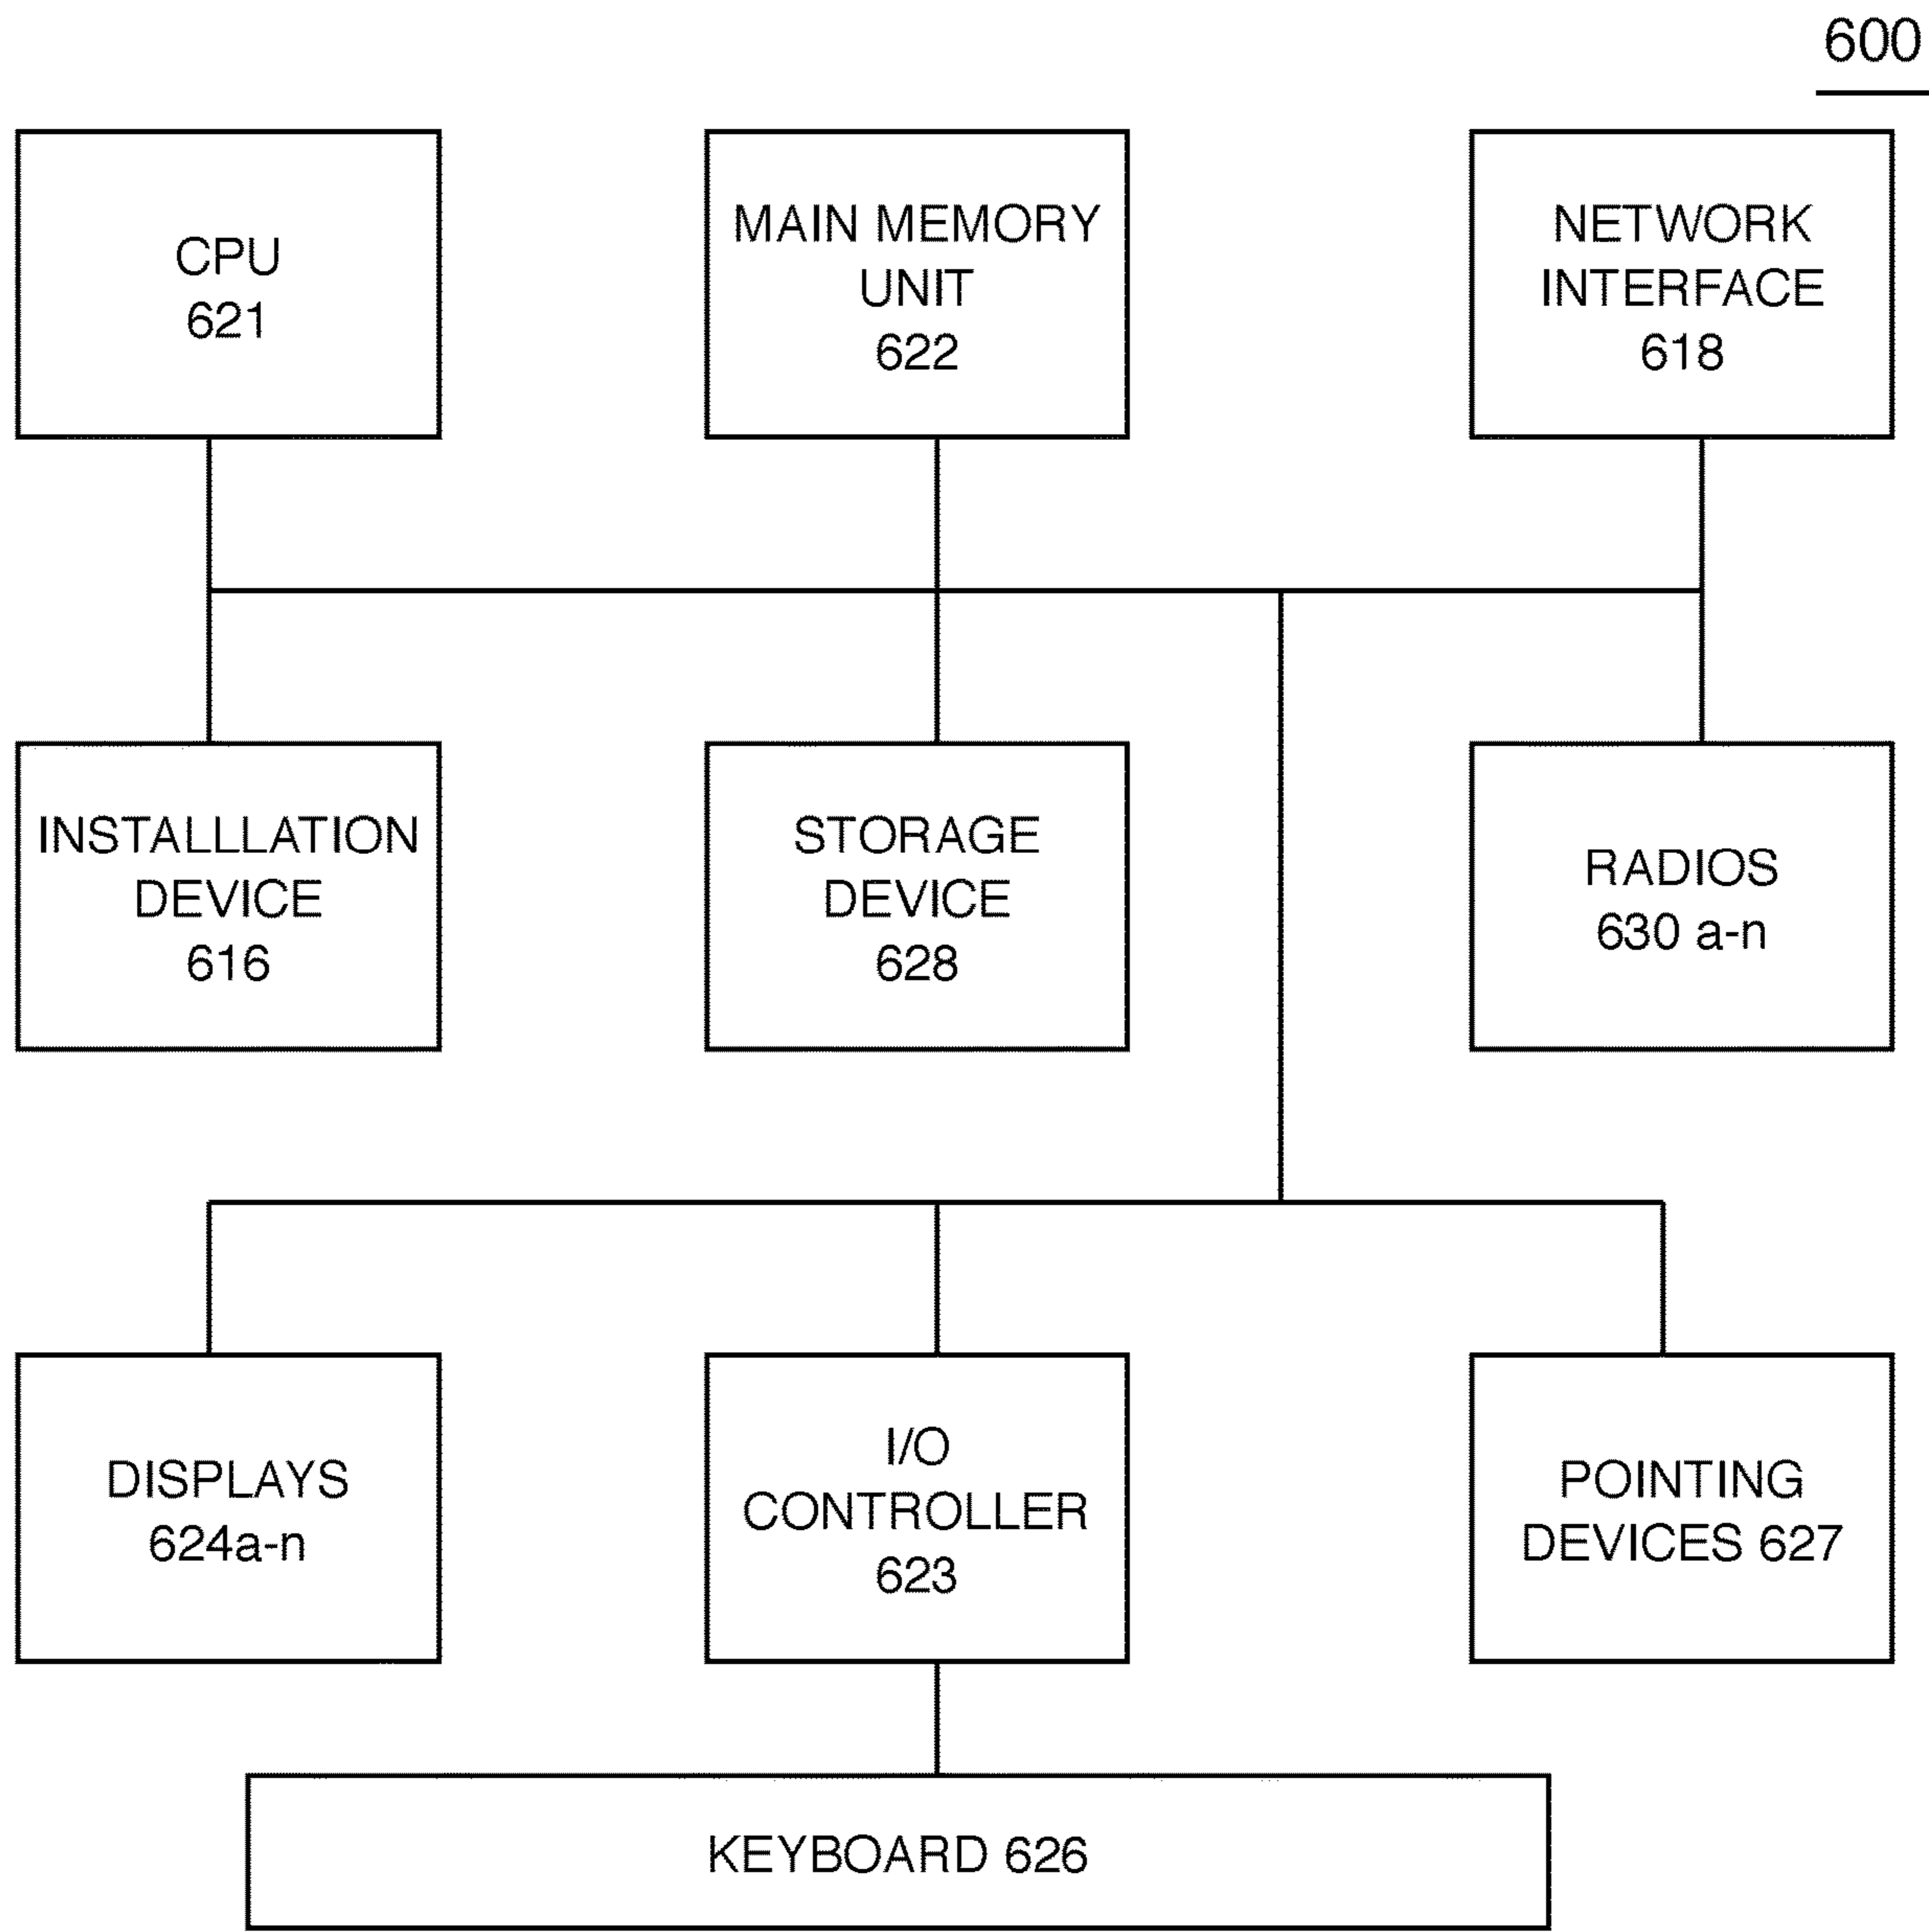 600
CPU
621
MAIN MEMORY
UNIT
622
NETWORK
INTERFACE
618
INSTALLLATION
DEVICE
616
STORAGE
DEVICE
628
RADIOS
630 a-n
DISPLAYS
624a-n
I/O
CONTROLLER
623
POINTING
DEVICES 627
KEYBOARD 626